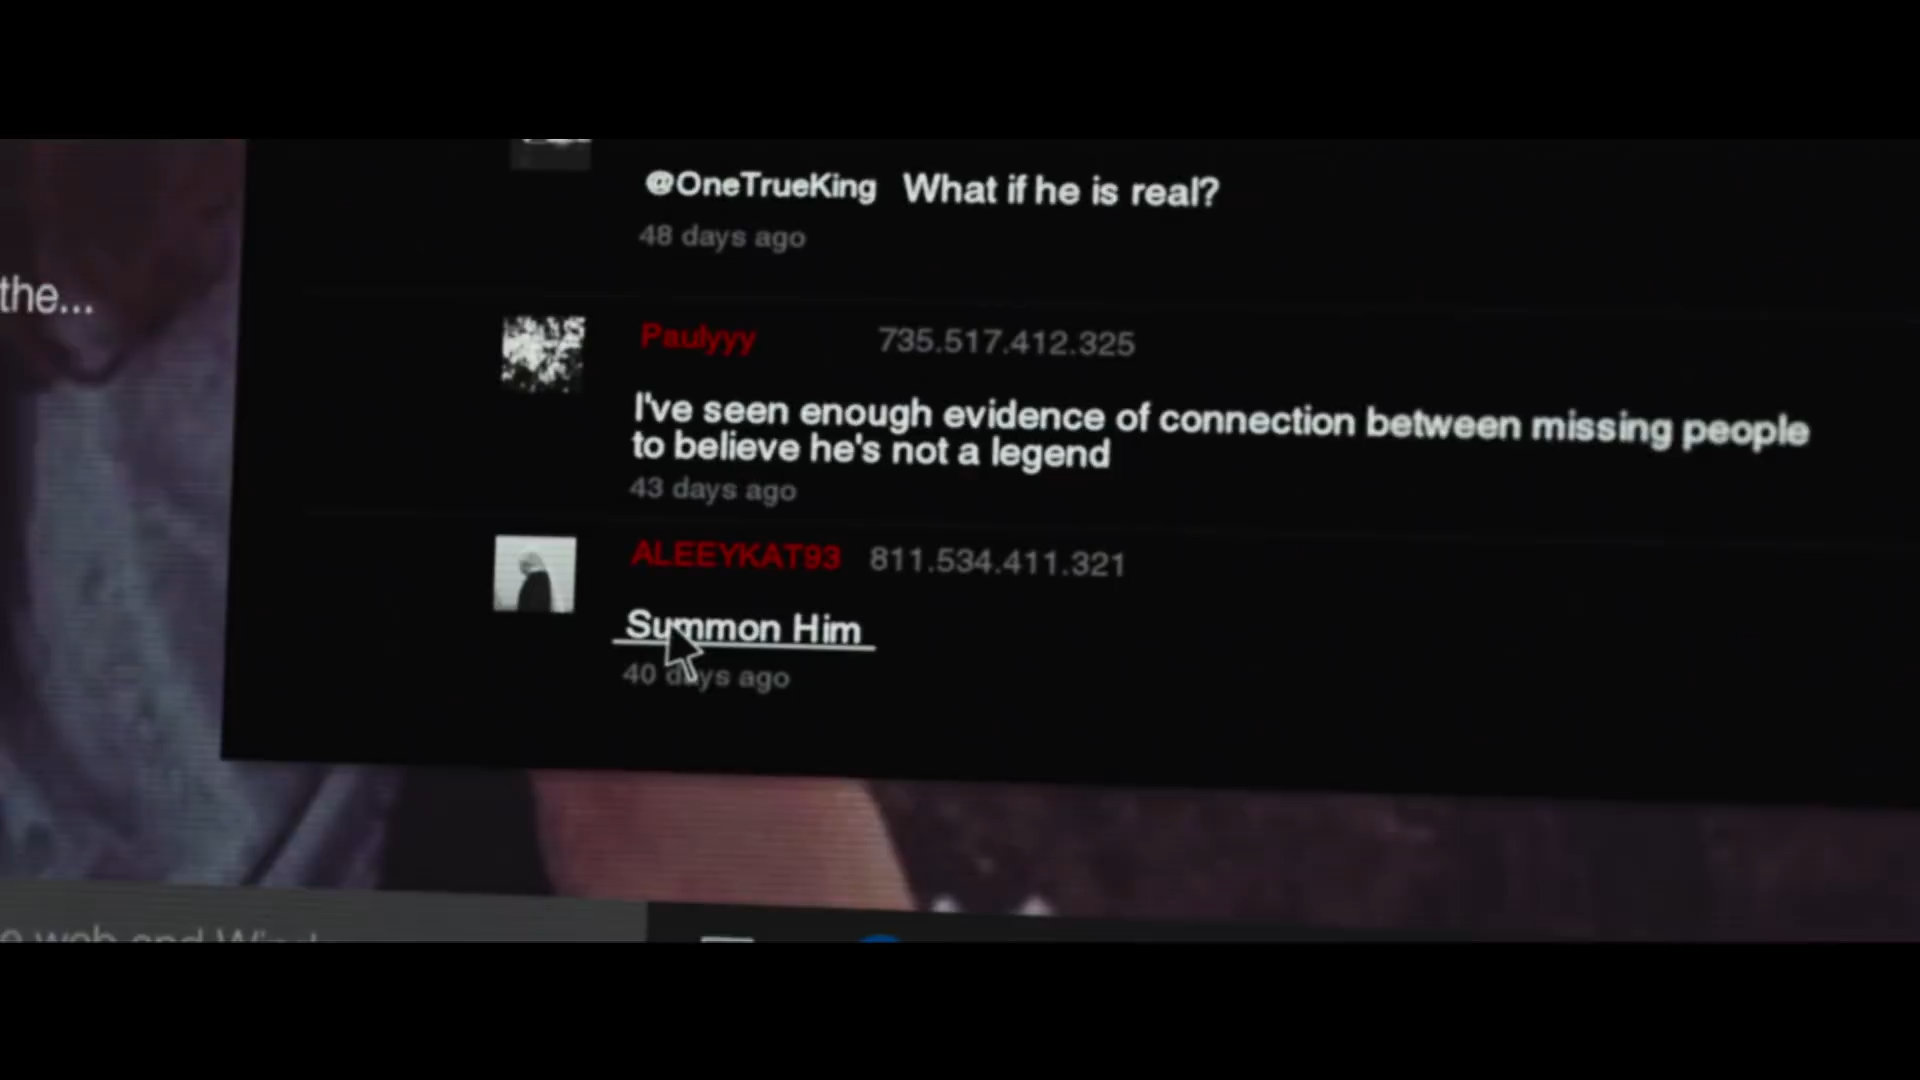 @OneTrueKing What if he is real?
48 days ago
the...
Paulyyy 735.517.412.325
I've seen enough evidence of connection between missing people
to believe he's not a legend
43 days ago
ALEEYKAT93 811.534.411.321
Summon Him
40 days ago
web and